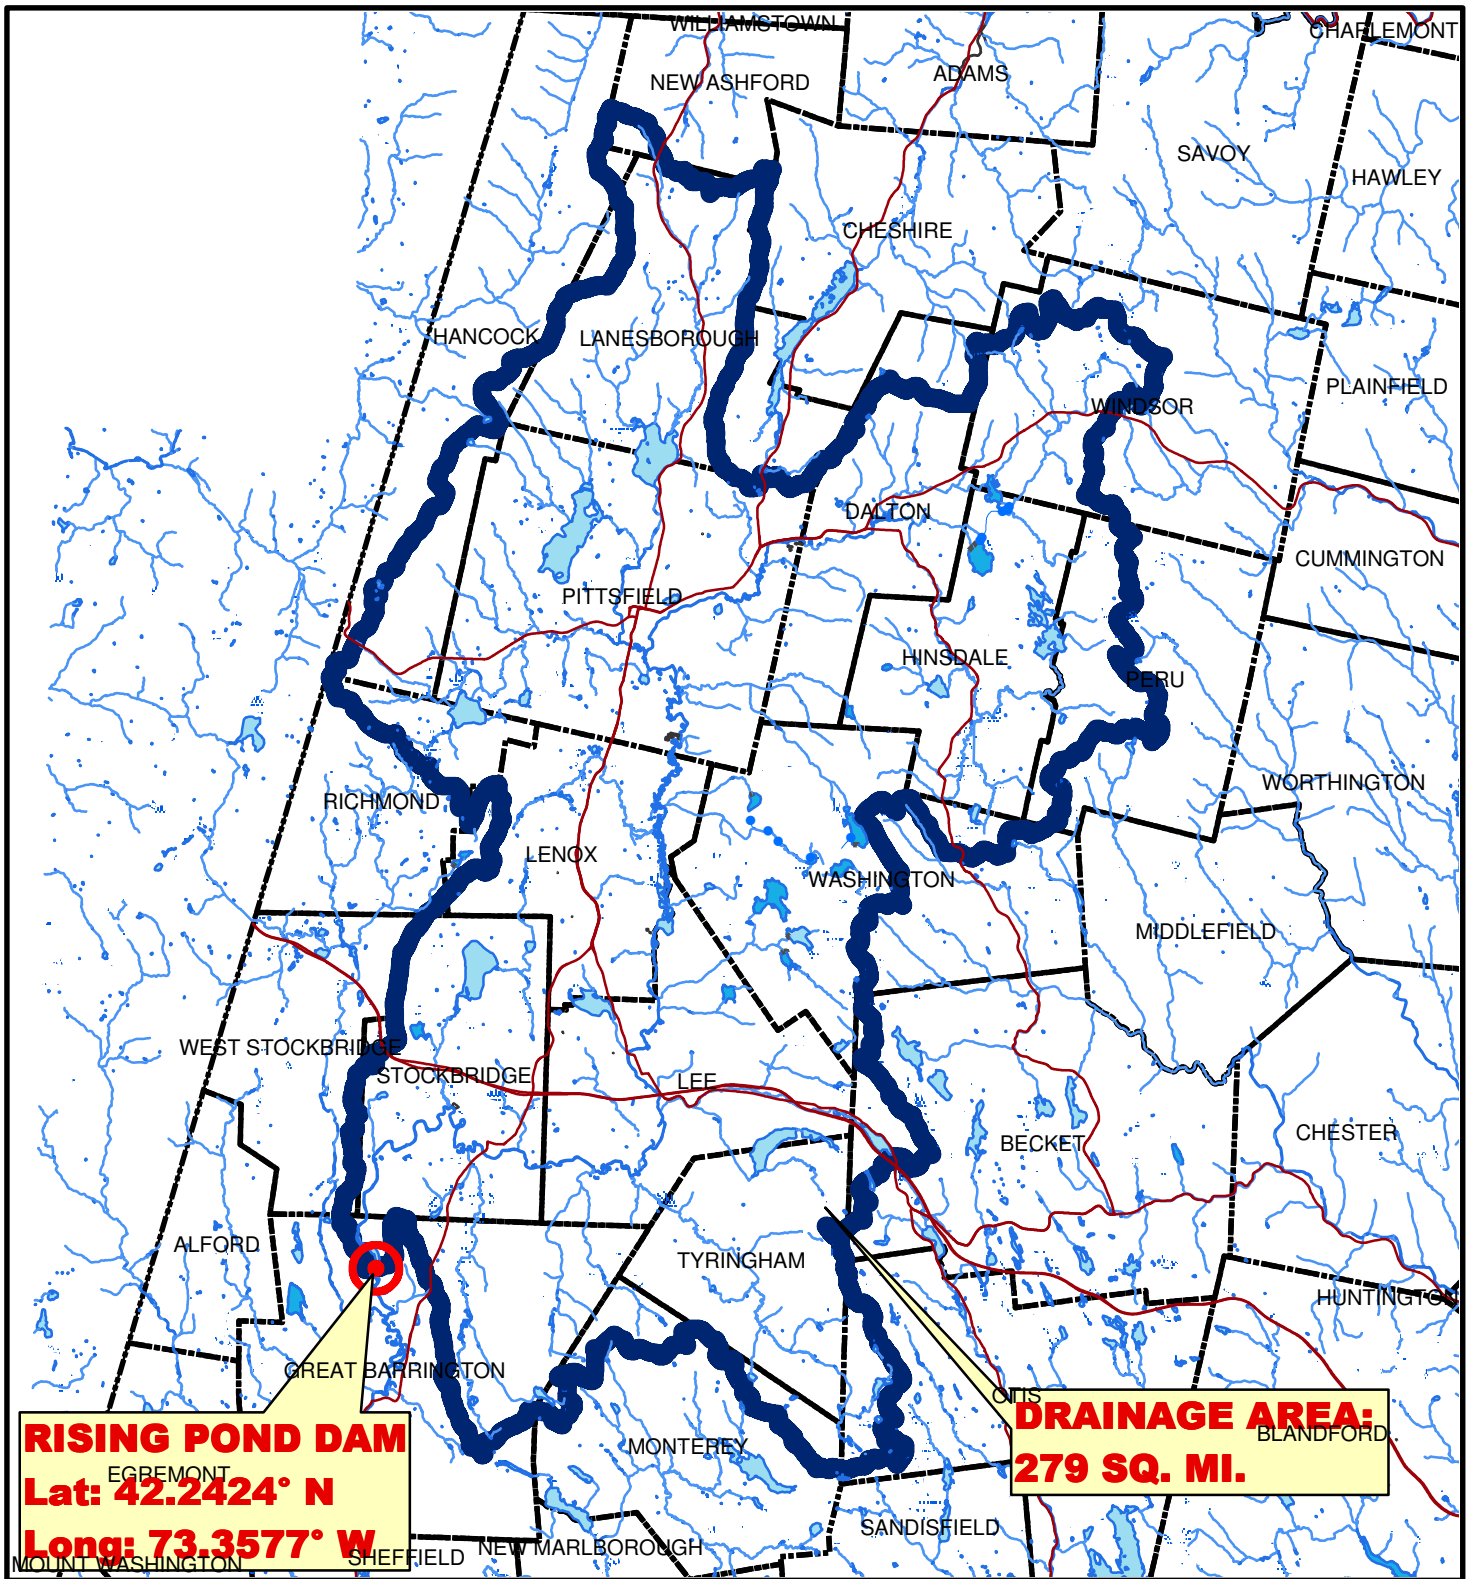 WILLIAMSTOWN
CHARLEMONT
NEW ASHFORD
ADAMS
SAVOY
HAWLEY
CHESHIRE
HANCOCK
LANESBOROUGH
PLAINFIELD
WINDSOR
DALTON
CUMMINGTON
PITTSFIELD
HINSDALE
PERU
WORTHINGTON
RICHMOND
LENOX
WASHINGTON
MIDDLEFIELD
WEST STOCKBRIDGE
STOCKBRIDGE
LEE
BECKET
CHESTER
ALFORD
TYRINGHAM
HUNTINGTON
GREAT BARRINGTON
OTIS
DRAINAGE AREA:
BLANDFORD
279 SQ. MI.
MONTEREY
RISING POND DAM
EGREMONT
Lat: 42.2424° N
Long: 73.3577° W
MOUNT WASHINGTON
SHEFFIELD
NEW MARLBOROUGH
SANDISFIELD